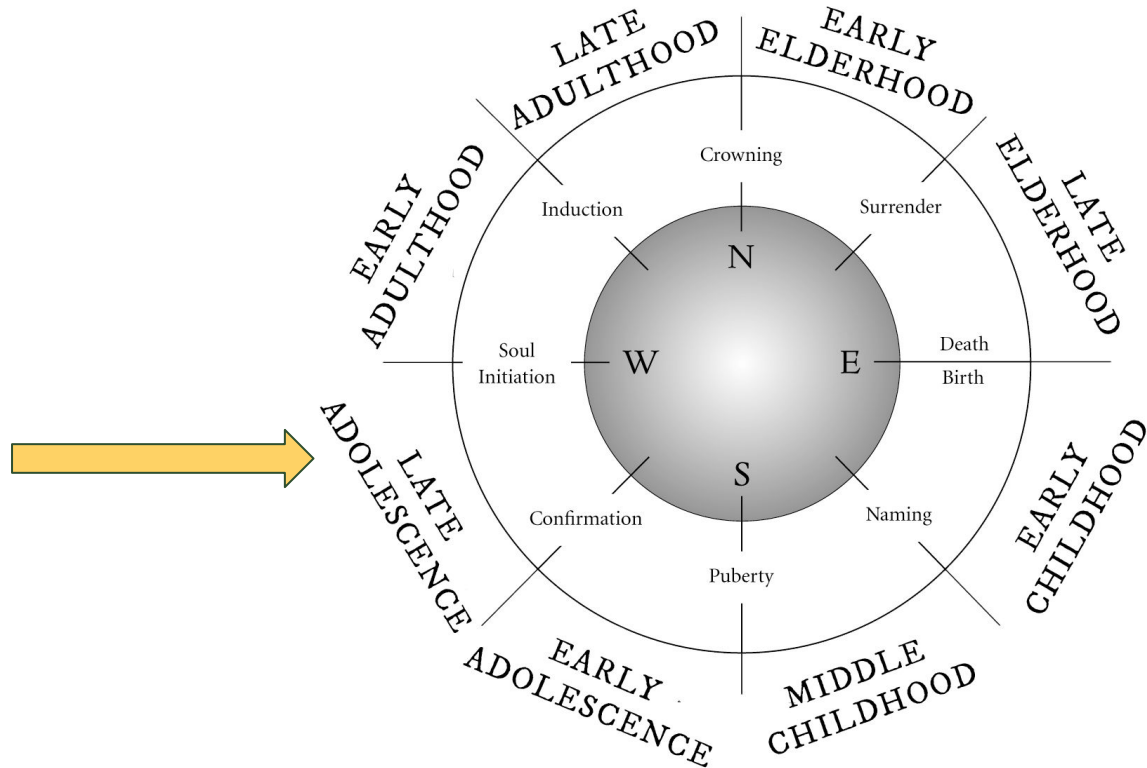 LATE
ADULTHOOD
EARLY
ELDERHOOD
EARLY
ADULTHOOD
LATE
ELDERHOOD
Crowning
Induction
Surrender
N
Soul
Initiation
W
E
Death
Birth
S
LATE
ADOLESCENCE
EARLY
CHILDHOOD
Confirmation
Naming
Puberty
EARLY
ADOLESCENCE
MIDDLE
CHILDHOOD